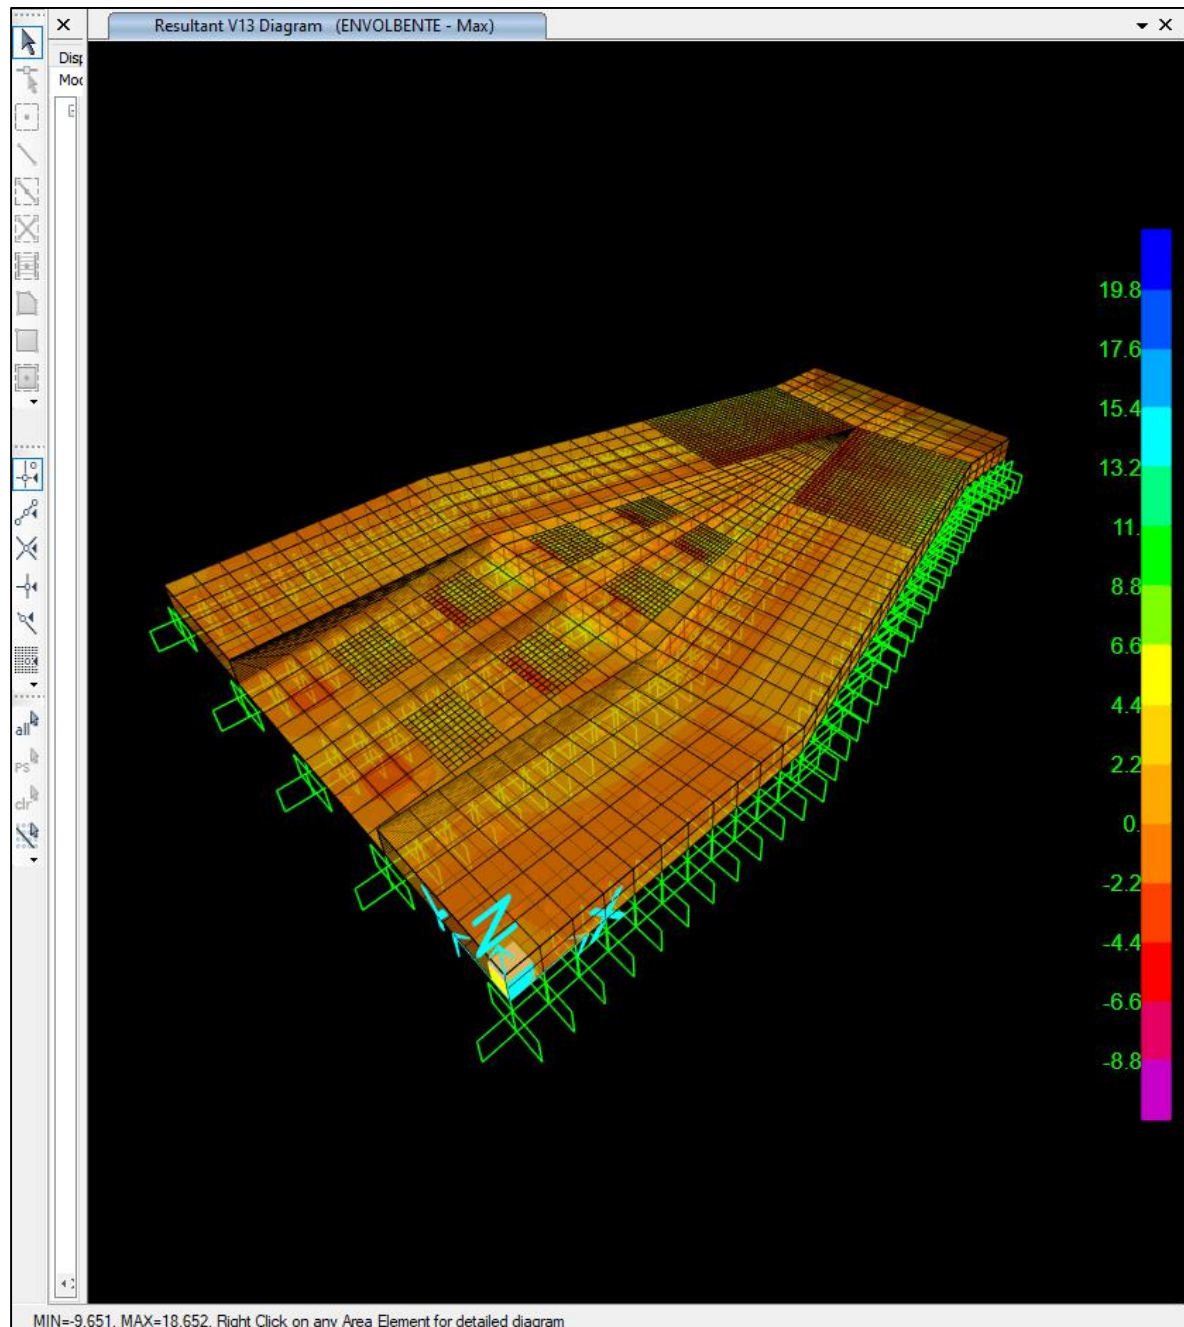 Resultant V13 Diagram (ENVOLBENTE - Max)
Disp
Mod
all
PS
clr
19.8
17.6
15.4
13.2
11.
8.8
6.6
4.4
2.2
0.
-2.2
-4.4
-6.6
-8.8
Z
X
MIN=-9.651, MAX=18.652, Right Click on any Area Element for detailed diagram